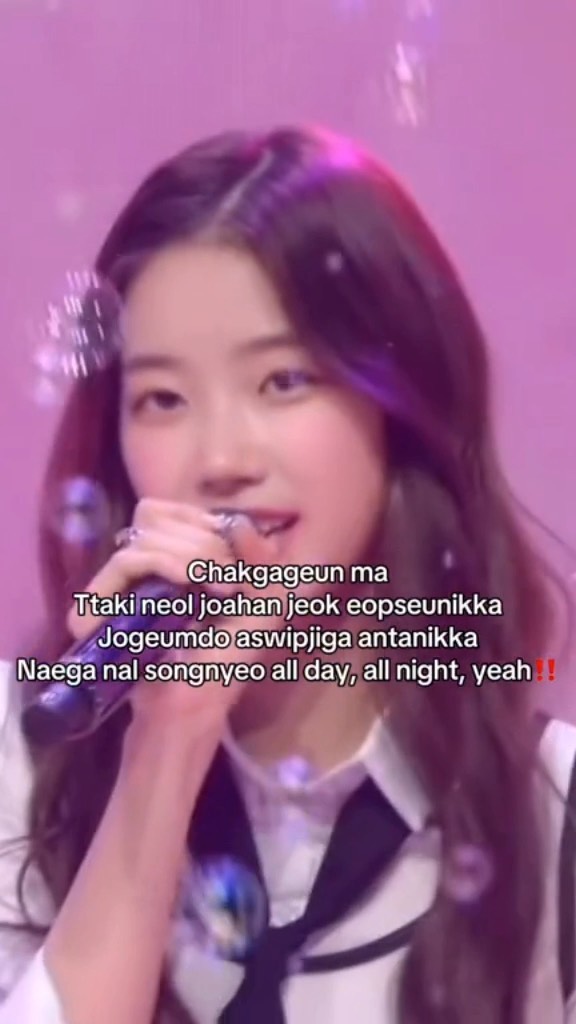 Chakgageun ma
Ttaki neol joahan jeok eopseunikka
Jogeumdo aswipjiga antanikka
Naega nal songnyeo all day, all night, yeah‼️